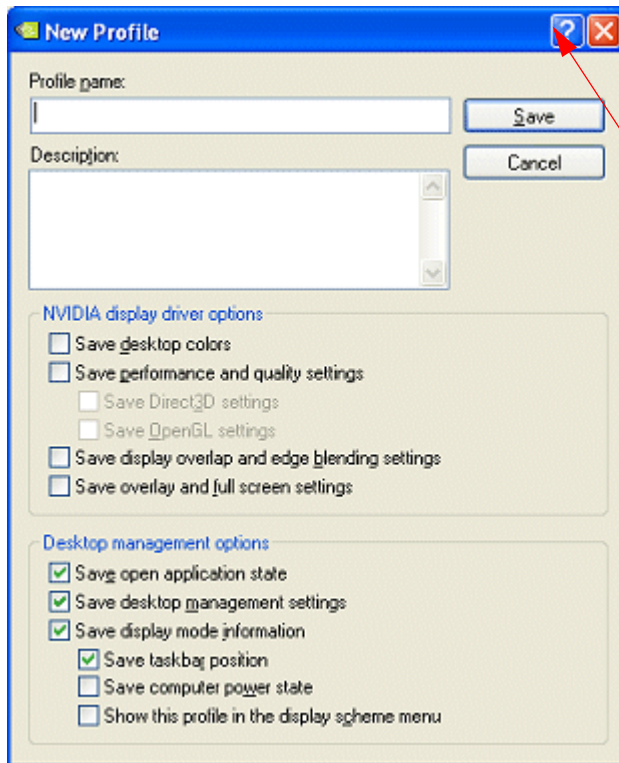 New Profile
Profile name:
Save
Description:
Cancel
NVIDIA display driver options
Save desktop colors
Save performance and quality settings
Save Direct3D settings
Save OpenGL settings
Save display overlap and edge blending settings
Save overlay and full screen settings
Desktop management options
Save open application state
Save desktop management settings
Save display mode information
Save taskbar position
Save computer power state
Show this profile in the display scheme menu